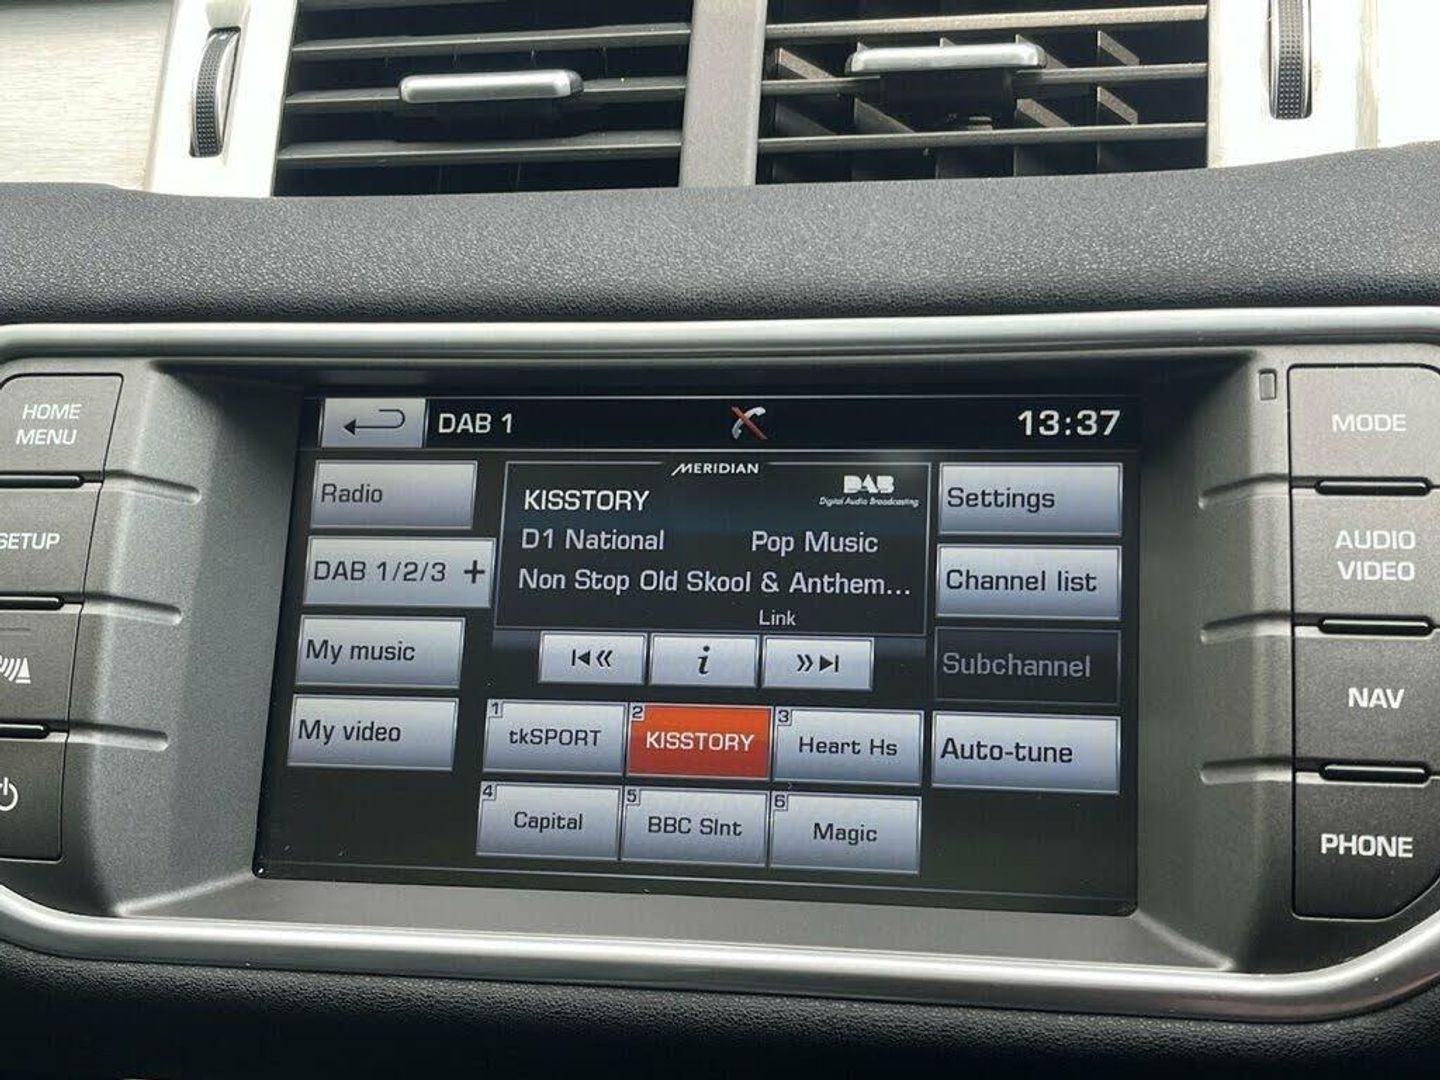 HOME
MENU
SETUP
DAB 1
13:37
Radio
DAB 1/2/3 +
My music
My video
MERIDIAN
DAB
Digital Audio Broadcasting
KISSTORY
D1 National Pop Music
Non Stop Old Skool & Anthem...
Link
i
Settings
Channel list
Subchannel
Auto-tune
1 tkSPORT
2 KISSTORY
3 Heart Hs
4 Capital
5 BBC SInt
6 Magic
MODE
AUDIO
VIDEO
NAV
PHONE